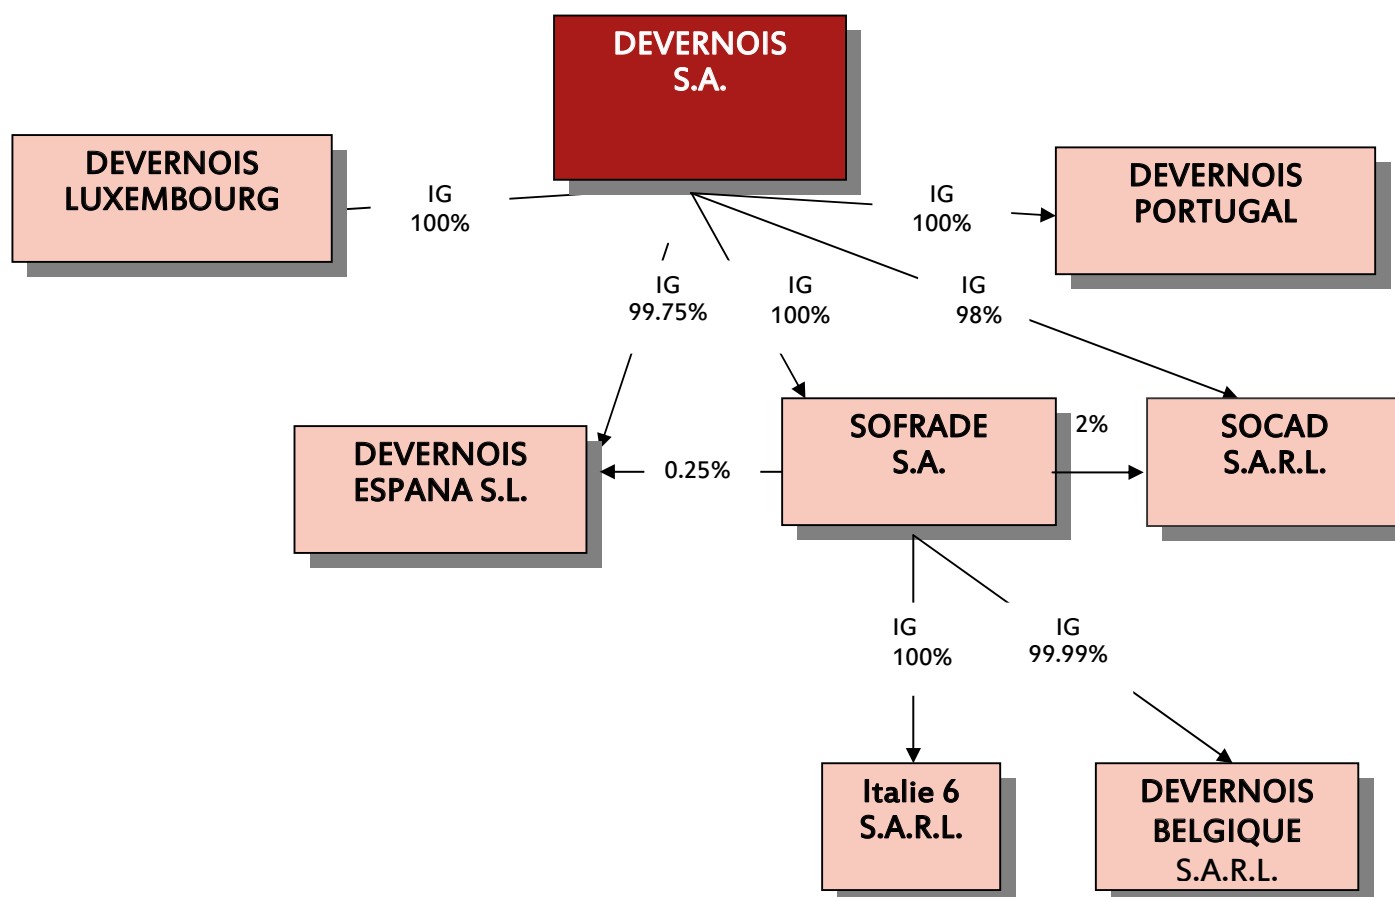 DEVERNOIS
S.A.
DEVERNOIS
LUXEMBOURG
IG
100%
IG
100%
DEVERNOIS
PORTUGAL
IG
99.75%
IG
100%
IG
98%
DEVERNOIS
ESPANA S.L.
0.25%
SOFRADE
S.A.
2%
SOCAD
S.A.R.L.
IG
100%
IG
99.99%
Italie 6
S.A.R.L.
DEVERNOIS
BELGIQUE
S.A.R.L.